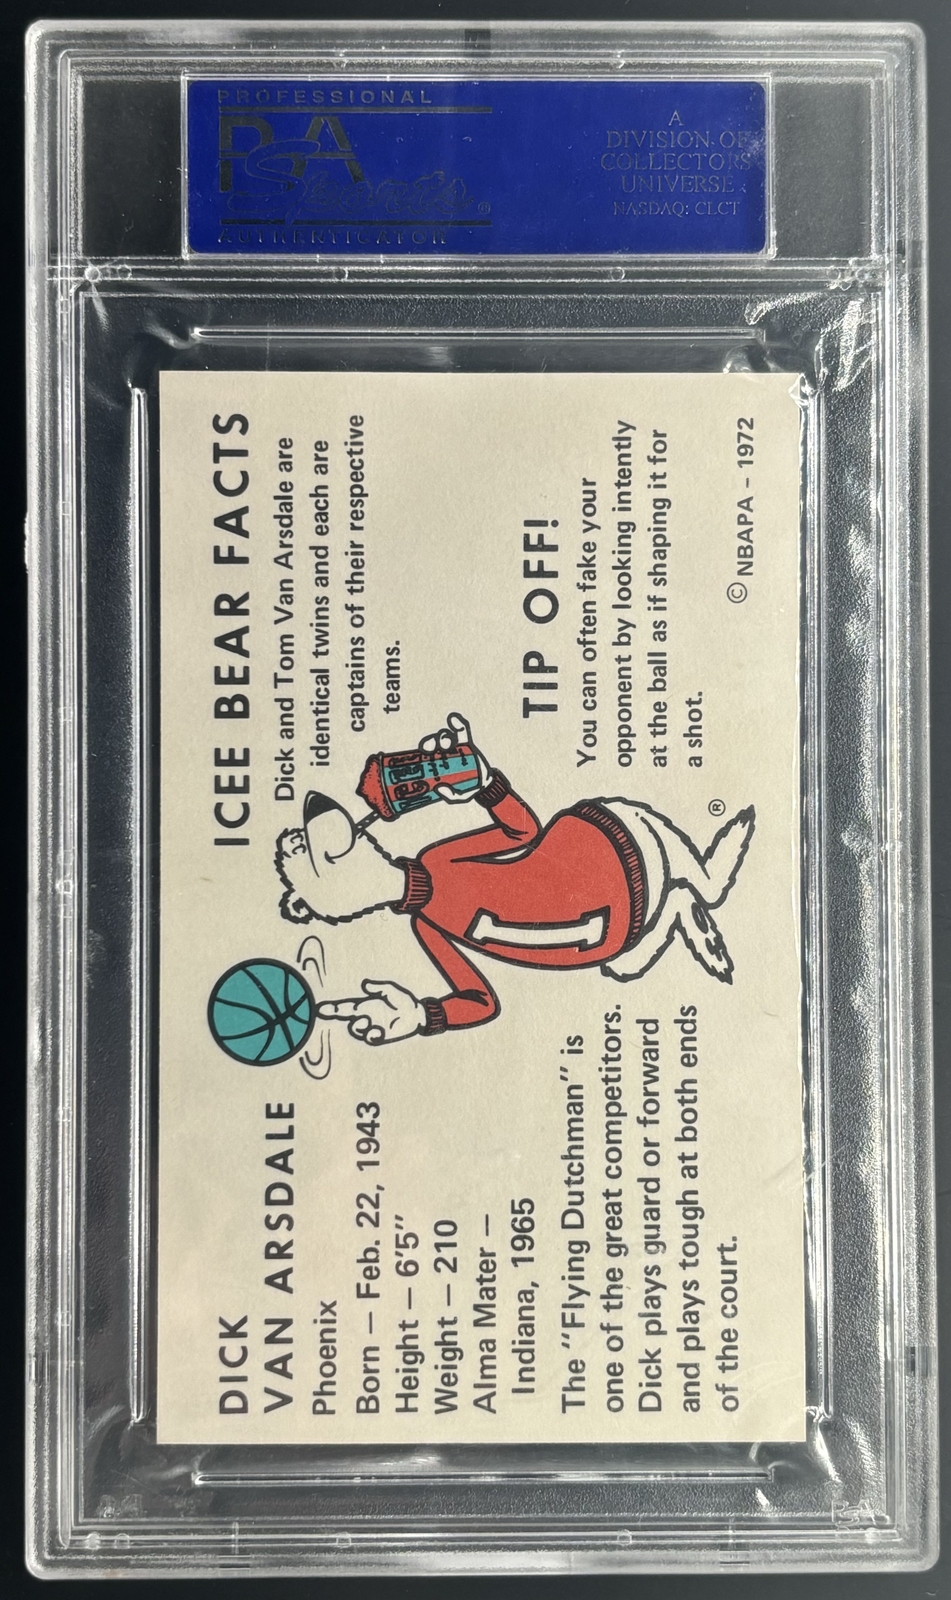 PROFESSIONAL
PSA
Sports®
AUTHENTICATOR
A
DIVISION OF
COLLECTORS
UNIVERSE
NASDAQ: CLCT
DICK
VAN ARSDALE
Phoenix
Born — Feb. 22, 1943
Height — 6'5"
Weight — 210
Alma Mater —
Indiana, 1965
The "Flying Dutchman" is
one of the great competitors.
Dick plays guard or forward
and plays tough at both ends
of the court.
1
ICEE
®
ICEE BEAR FACTS
Dick and Tom Van Arsdale are
identical twins and each are
captains of their respective
teams.
TIP OFF!
You can often fake your
opponent by looking intently
at the ball as if shaping it for
a shot.
© NBAPA – 1972
PSA